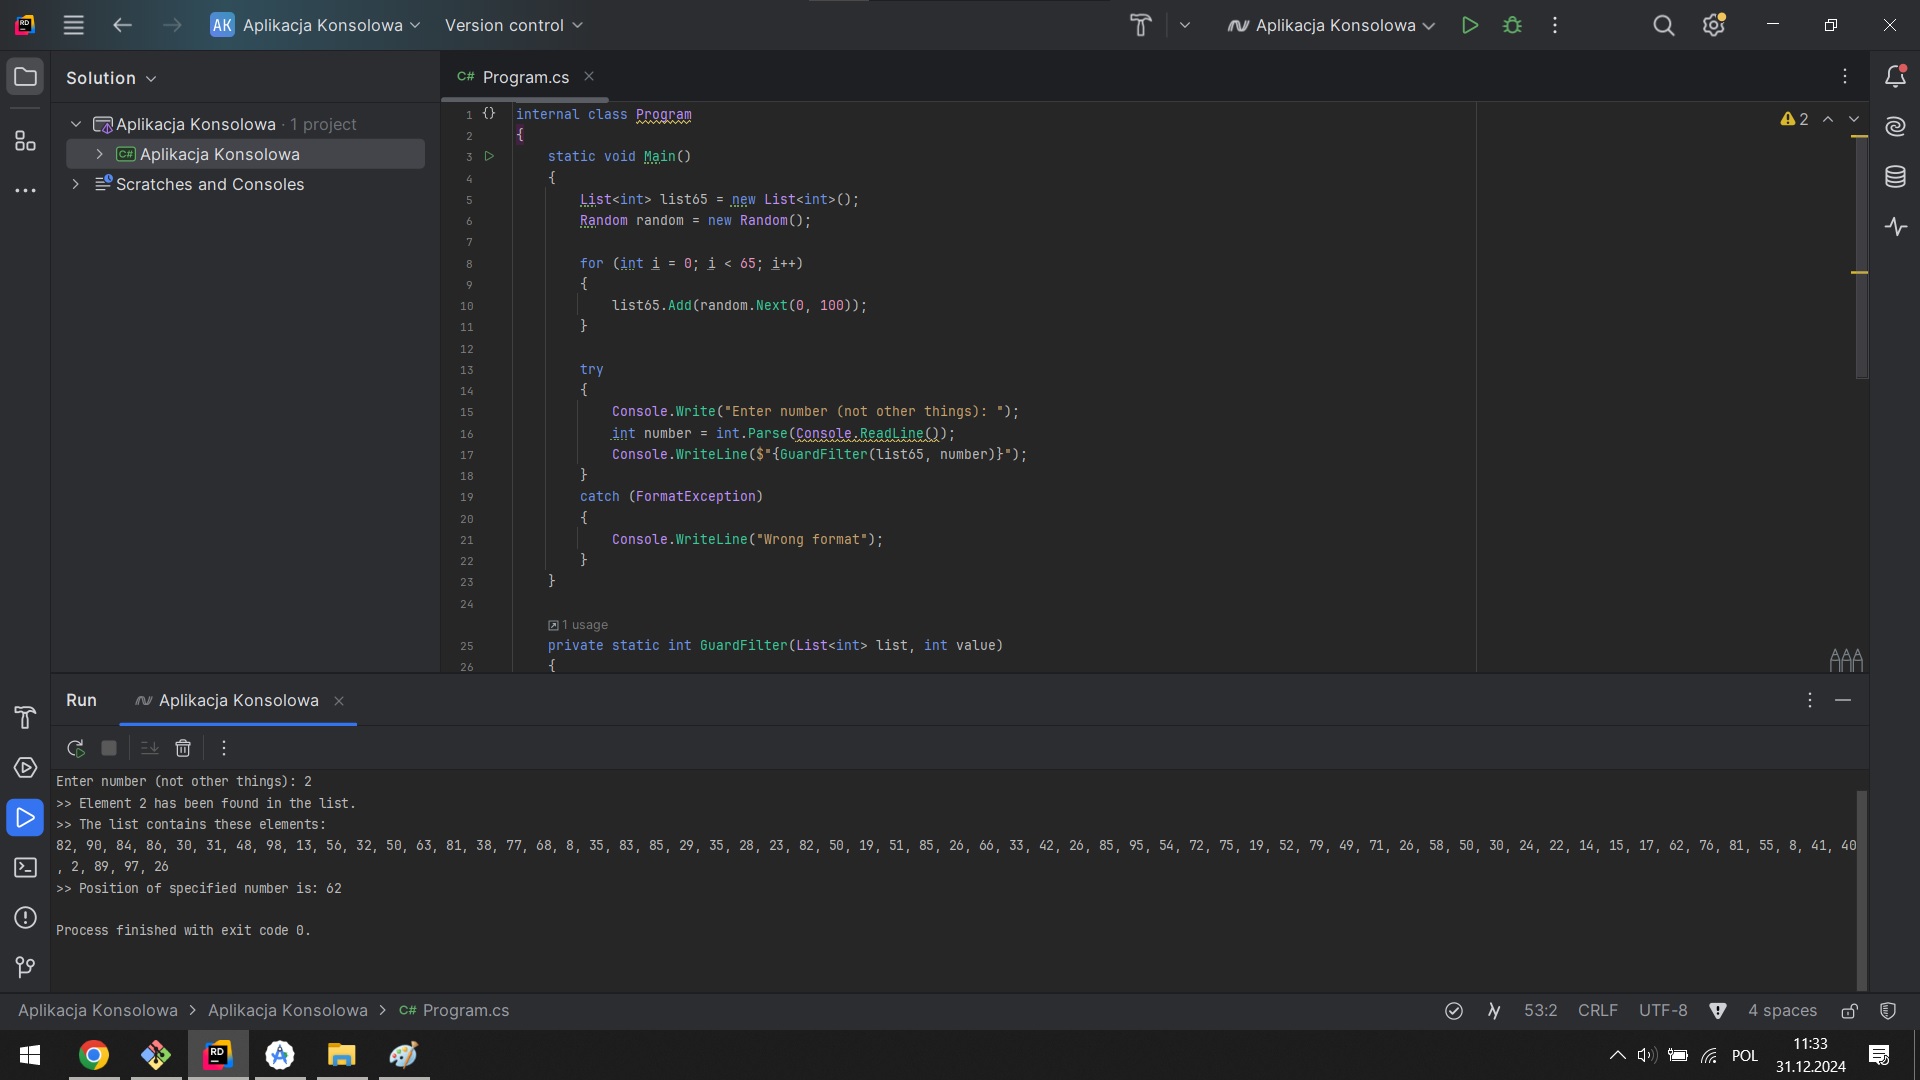 AK Aplikacja Konsolowa Version control Aplikacja Konsolowa
Solution
C# Program.cs
Aplikacja Konsolowa · 1 project
C# Aplikacja Konsolowa
Scratches and Consoles
2
1 {} internal class Program
2 {
3 static void Main()
4 {
5 List<int> list65 = new List<int>();
6 Random random = new Random();
7
8 for (int i = 0; i < 65; i++)
9 {
10 list65.Add(random.Next(0, 100));
11 }
12
13 try
14 {
15 Console.Write("Enter number (not other things): ");
16 int number = int.Parse(Console.ReadLine());
17 Console.WriteLine($"{GuardFilter(list65, number)}");
18 }
19 catch (FormatException)
20 {
21 Console.WriteLine("Wrong format");
22 }
23 }
24
1 usage
25 private static int GuardFilter(List<int> list, int value)
26 {
Run Aplikacja Konsolowa
Enter number (not other things): 2
>> Element 2 has been found in the list.
>> The list contains these elements:
82, 90, 84, 86, 30, 31, 48, 98, 13, 56, 32, 50, 63, 81, 38, 77, 68, 8, 35, 83, 85, 29, 35, 28, 23, 82, 50, 19, 51, 85, 26, 66, 33, 42, 26, 85, 95, 54, 72, 75, 19, 52, 79, 49, 71, 26, 58, 50, 30, 24, 22, 14, 15, 17, 62, 76, 81, 55, 8, 41, 40
, 2, 89, 97, 26
>> Position of specified number is: 62
Process finished with exit code 0.
Aplikacja Konsolowa > Aplikacja Konsolowa > C# Program.cs 53:2 CRLF UTF-8 4 spaces
RD
POL
11:33
31.12.2024